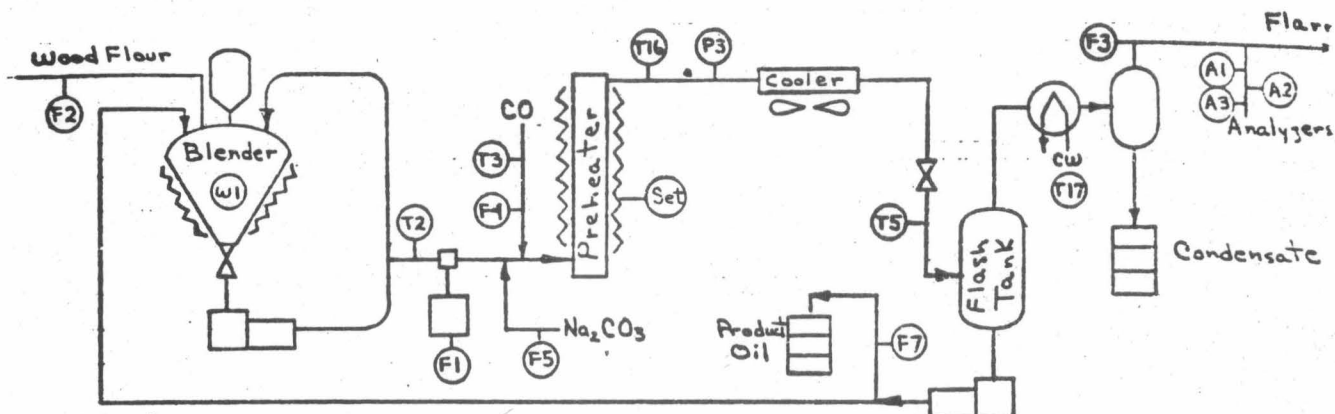 Wood Flour
F2
Blender
W1
T2
F1
CO
T3
F4
Na₂CO₃
F5
Preheater
Set
T16
P3
Cooler
T5
Flash
Tank
CW
T17
F3
Flarr
A1
A2
A3
Analyzers
Condensate
Product
Oil
F7